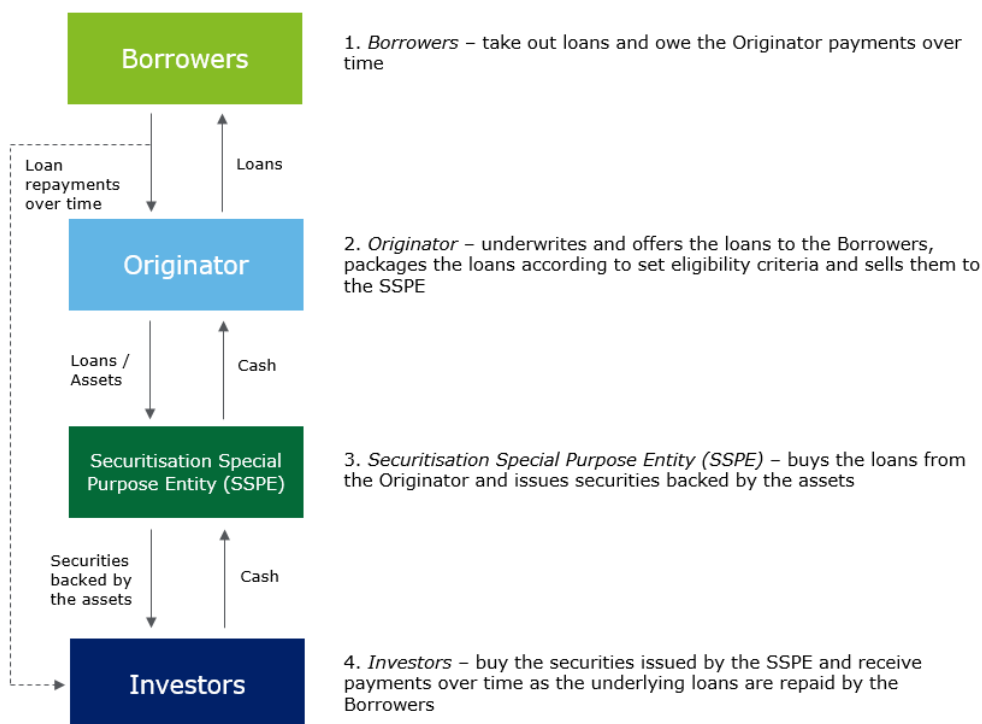 Borrowers
1. Borrowers – take out loans and owe the Originator payments over
time
Loan
repayments
over time
Loans
Originator
2. Originator – underwrites and offers the loans to the Borrowers,
packages the loans according to set eligibility criteria and sells them to
the SSPE
Loans /
Assets
Cash
Securitisation Special
Purpose Entity (SSPE)
3. Securitisation Special Purpose Entity (SSPE) – buys the loans from
the Originator and issues securities backed by the assets
Securities
backed by
the assets
Cash
Investors
4. Investors – buy the securities issued by the SSPE and receive
payments over time as the underlying loans are repaid by the
Borrowers